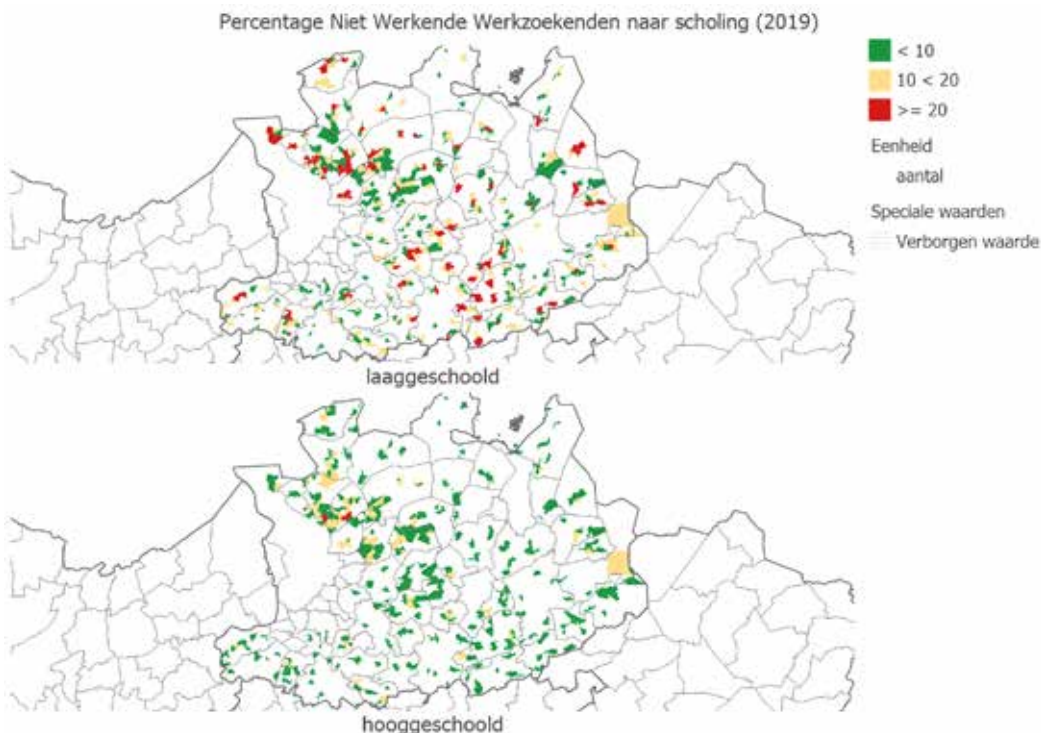 Percentage Niet Werkende Werkzoekenden naar scholing (2019)
< 10
10 < 20
>= 20
Eenheid
aantal
Speciale waarden
Verborgen waarde
laaggeschoold
hooggeschoold